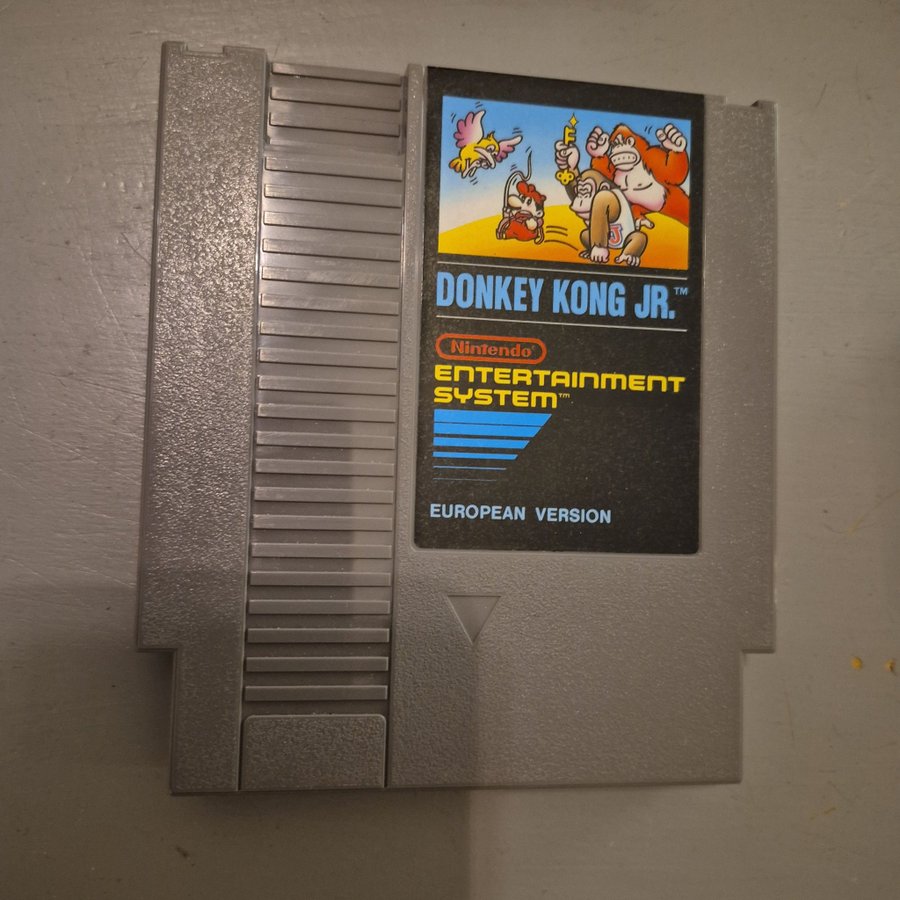 J
DONKEY KONG JR.™
Nintendo®
ENTERTAINMENT
SYSTEM™
EUROPEAN VERSION